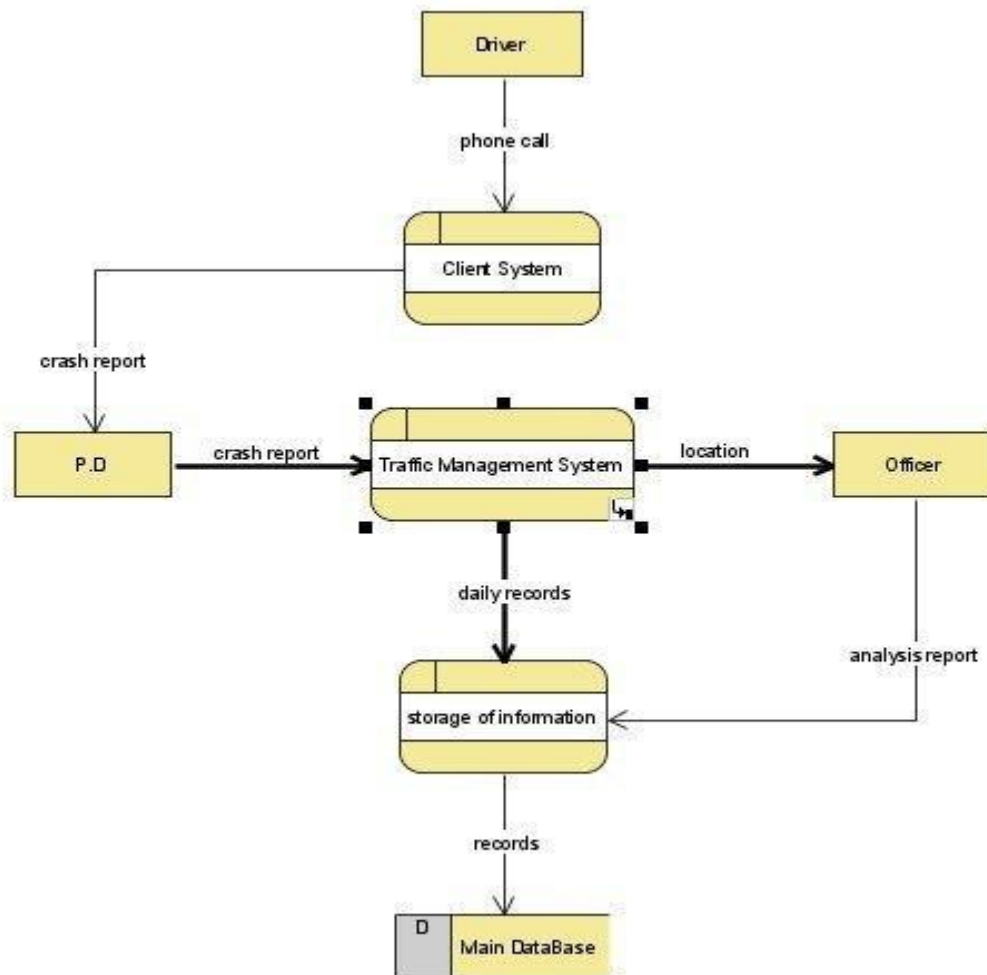 Driver
phone call
Client System
crash report
P.D
crash report
Traffic Management System
location
Officer
daily records
analysis report
storage of information
records
D
Main DataBase